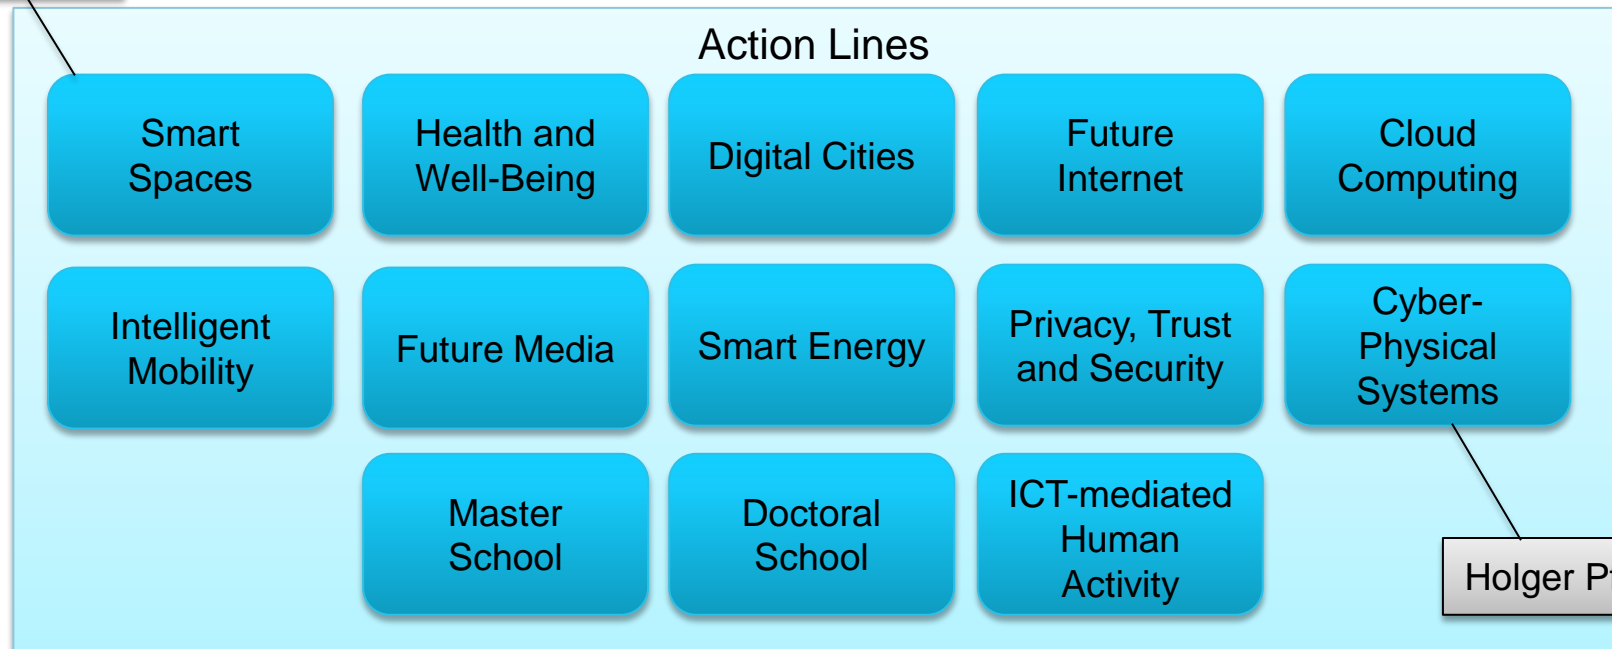 Action Lines
Smart
Spaces
Health and
Well-Being
Digital Cities
Future
Internet
Cloud
Computing
Intelligent
Mobility
Future Media
Smart Energy
Privacy, Trust
and Security
Cyber-
Physical
Systems
Master
School
Doctoral
School
ICT-mediated
Human
Activity
Holger